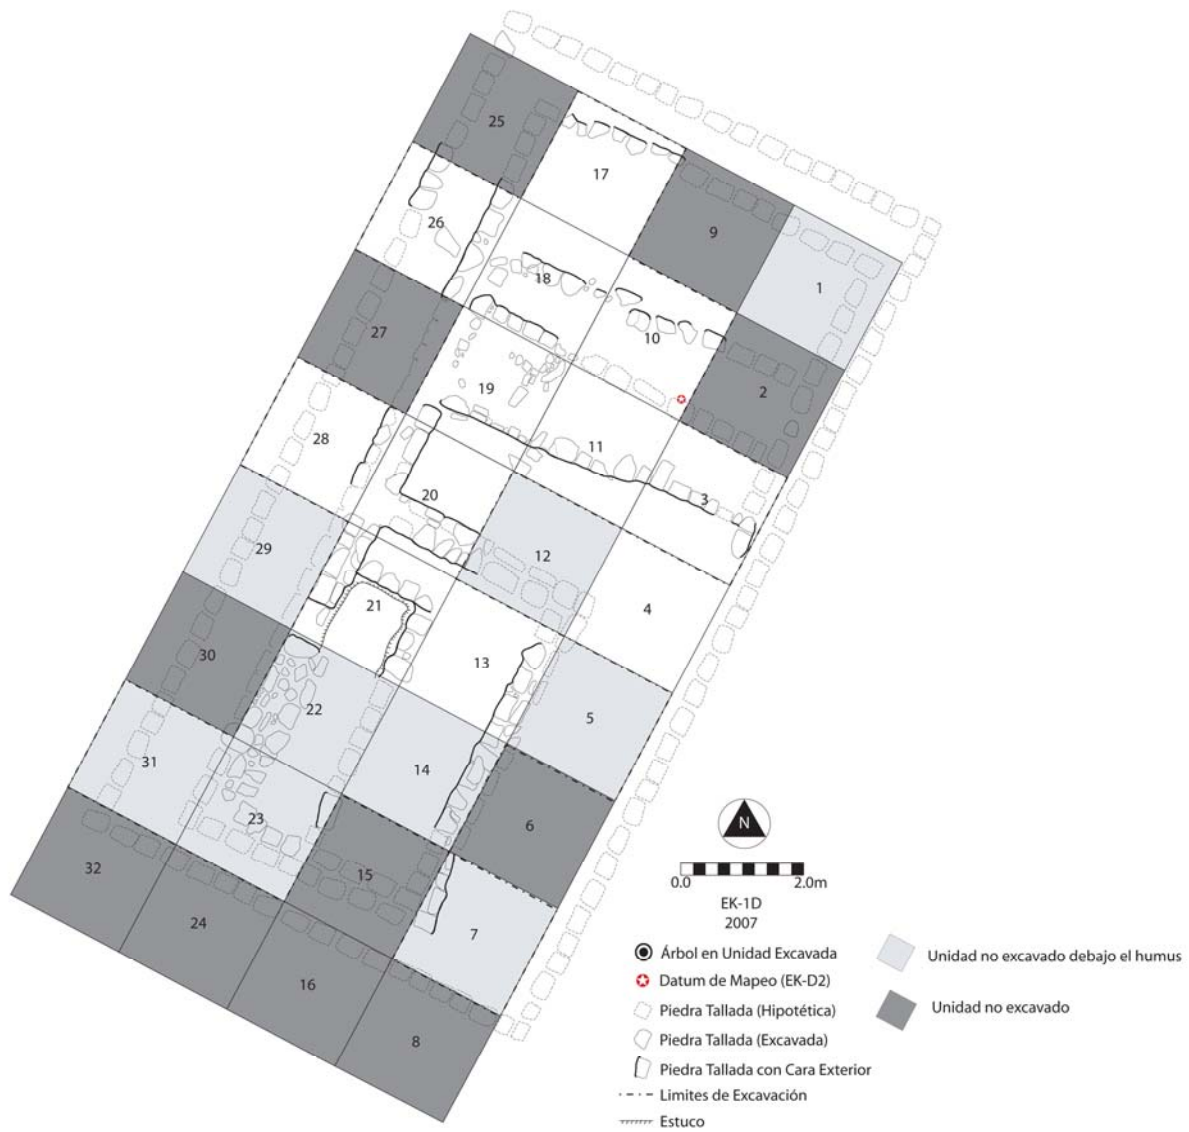 25
17
9
1
26
18
10
2
27
19
11
3
28
20
12
4
29
21
13
5
30
22
14
6
31
23
15
7
32
24
16
8
N
0.0 2.0m
EK-1D
2007
Árbol en Unidad Excavada
Datum de Mapeo (EK-D2)
Piedra Tallada (Hipotética)
Piedra Tallada (Excavada)
Piedra Tallada con Cara Exterior
Limites de Excavación
Estuco
Unidad no excavado debajo el humus
Unidad no excavado